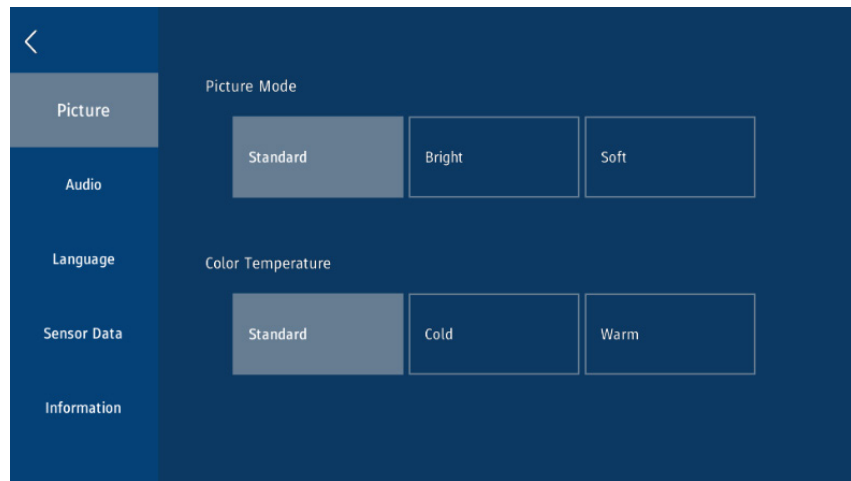 Picture
Audio
Language
Sensor Data
Information
Picture Mode
Standard Bright Soft
Color Temperature
Standard Cold Warm